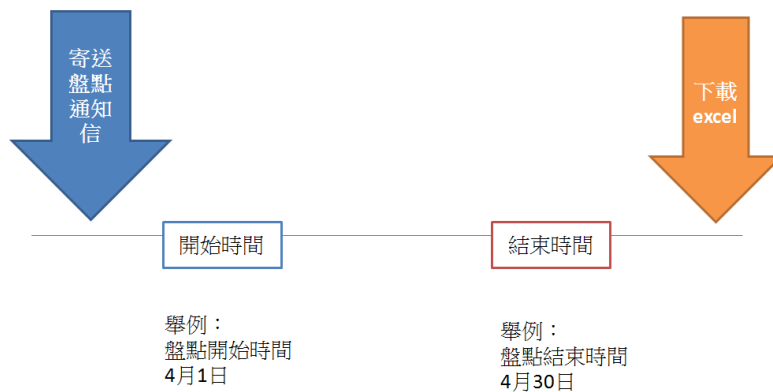 寄送
盤點
通知
信
下載
excel
開始時間
結束時間
舉例：
盤點開始時間
4月1日
舉例：
盤點結束時間
4月30日